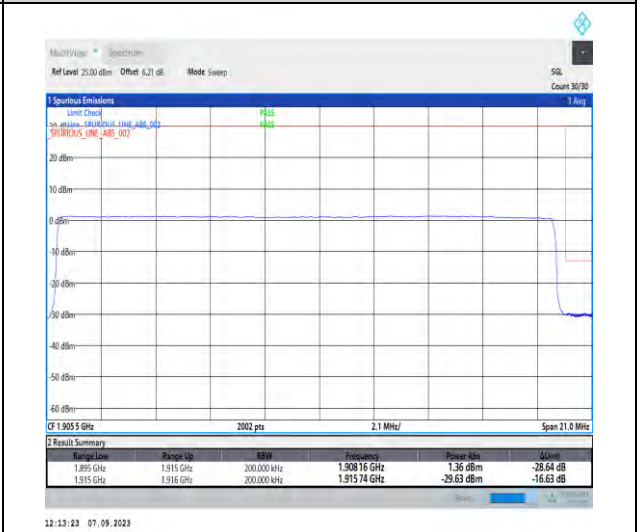 MultiView Spectrum
Ref Level 25.00 dBm Offset 6.21 dB Mode Sweep SGL
Count 30/30
1 Spurious Emissions 1 Avg
Limit Check PASS
Line SPURIOUS_LINE_ABS_002 PASS
SPURIOUS_LINE_ABS_002
20 dBm
10 dBm
0 dBm
-10 dBm
-20 dBm
-30 dBm
-40 dBm
-50 dBm
-60 dBm
CF 1.905 5 GHz 2002 pts 2.1 MHz/ Span 21.0 MHz
2 Result Summary
Range Low Range Up RBW Frequency Power Abs ΔLimit
1.895 GHz 1.915 GHz 200.000 kHz 1.908 16 GHz 1.36 dBm -28.64 dB
1.915 GHz 1.916 GHz 200.000 kHz 1.915 74 GHz -29.63 dBm -16.63 dB
12:13:23 07.09.2023